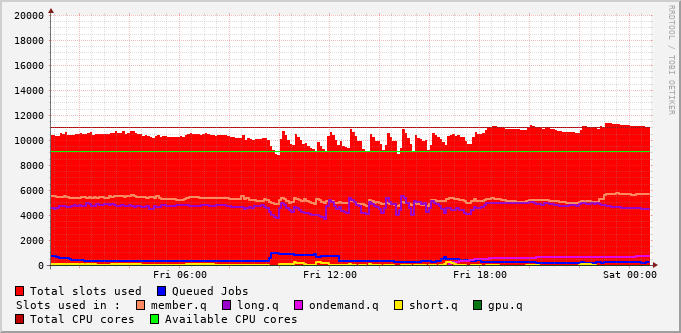 RRDTOOL / TOBI OETIKER
20000
18000
16000
14000
12000
10000
8000
6000
4000
2000
0
Fri 06:00 Fri 12:00 Fri 18:00 Sat 00:00
Total slots used Queued Jobs
Slots used in : member.q long.q ondemand.q short.q gpu.q
Total CPU cores Available CPU cores